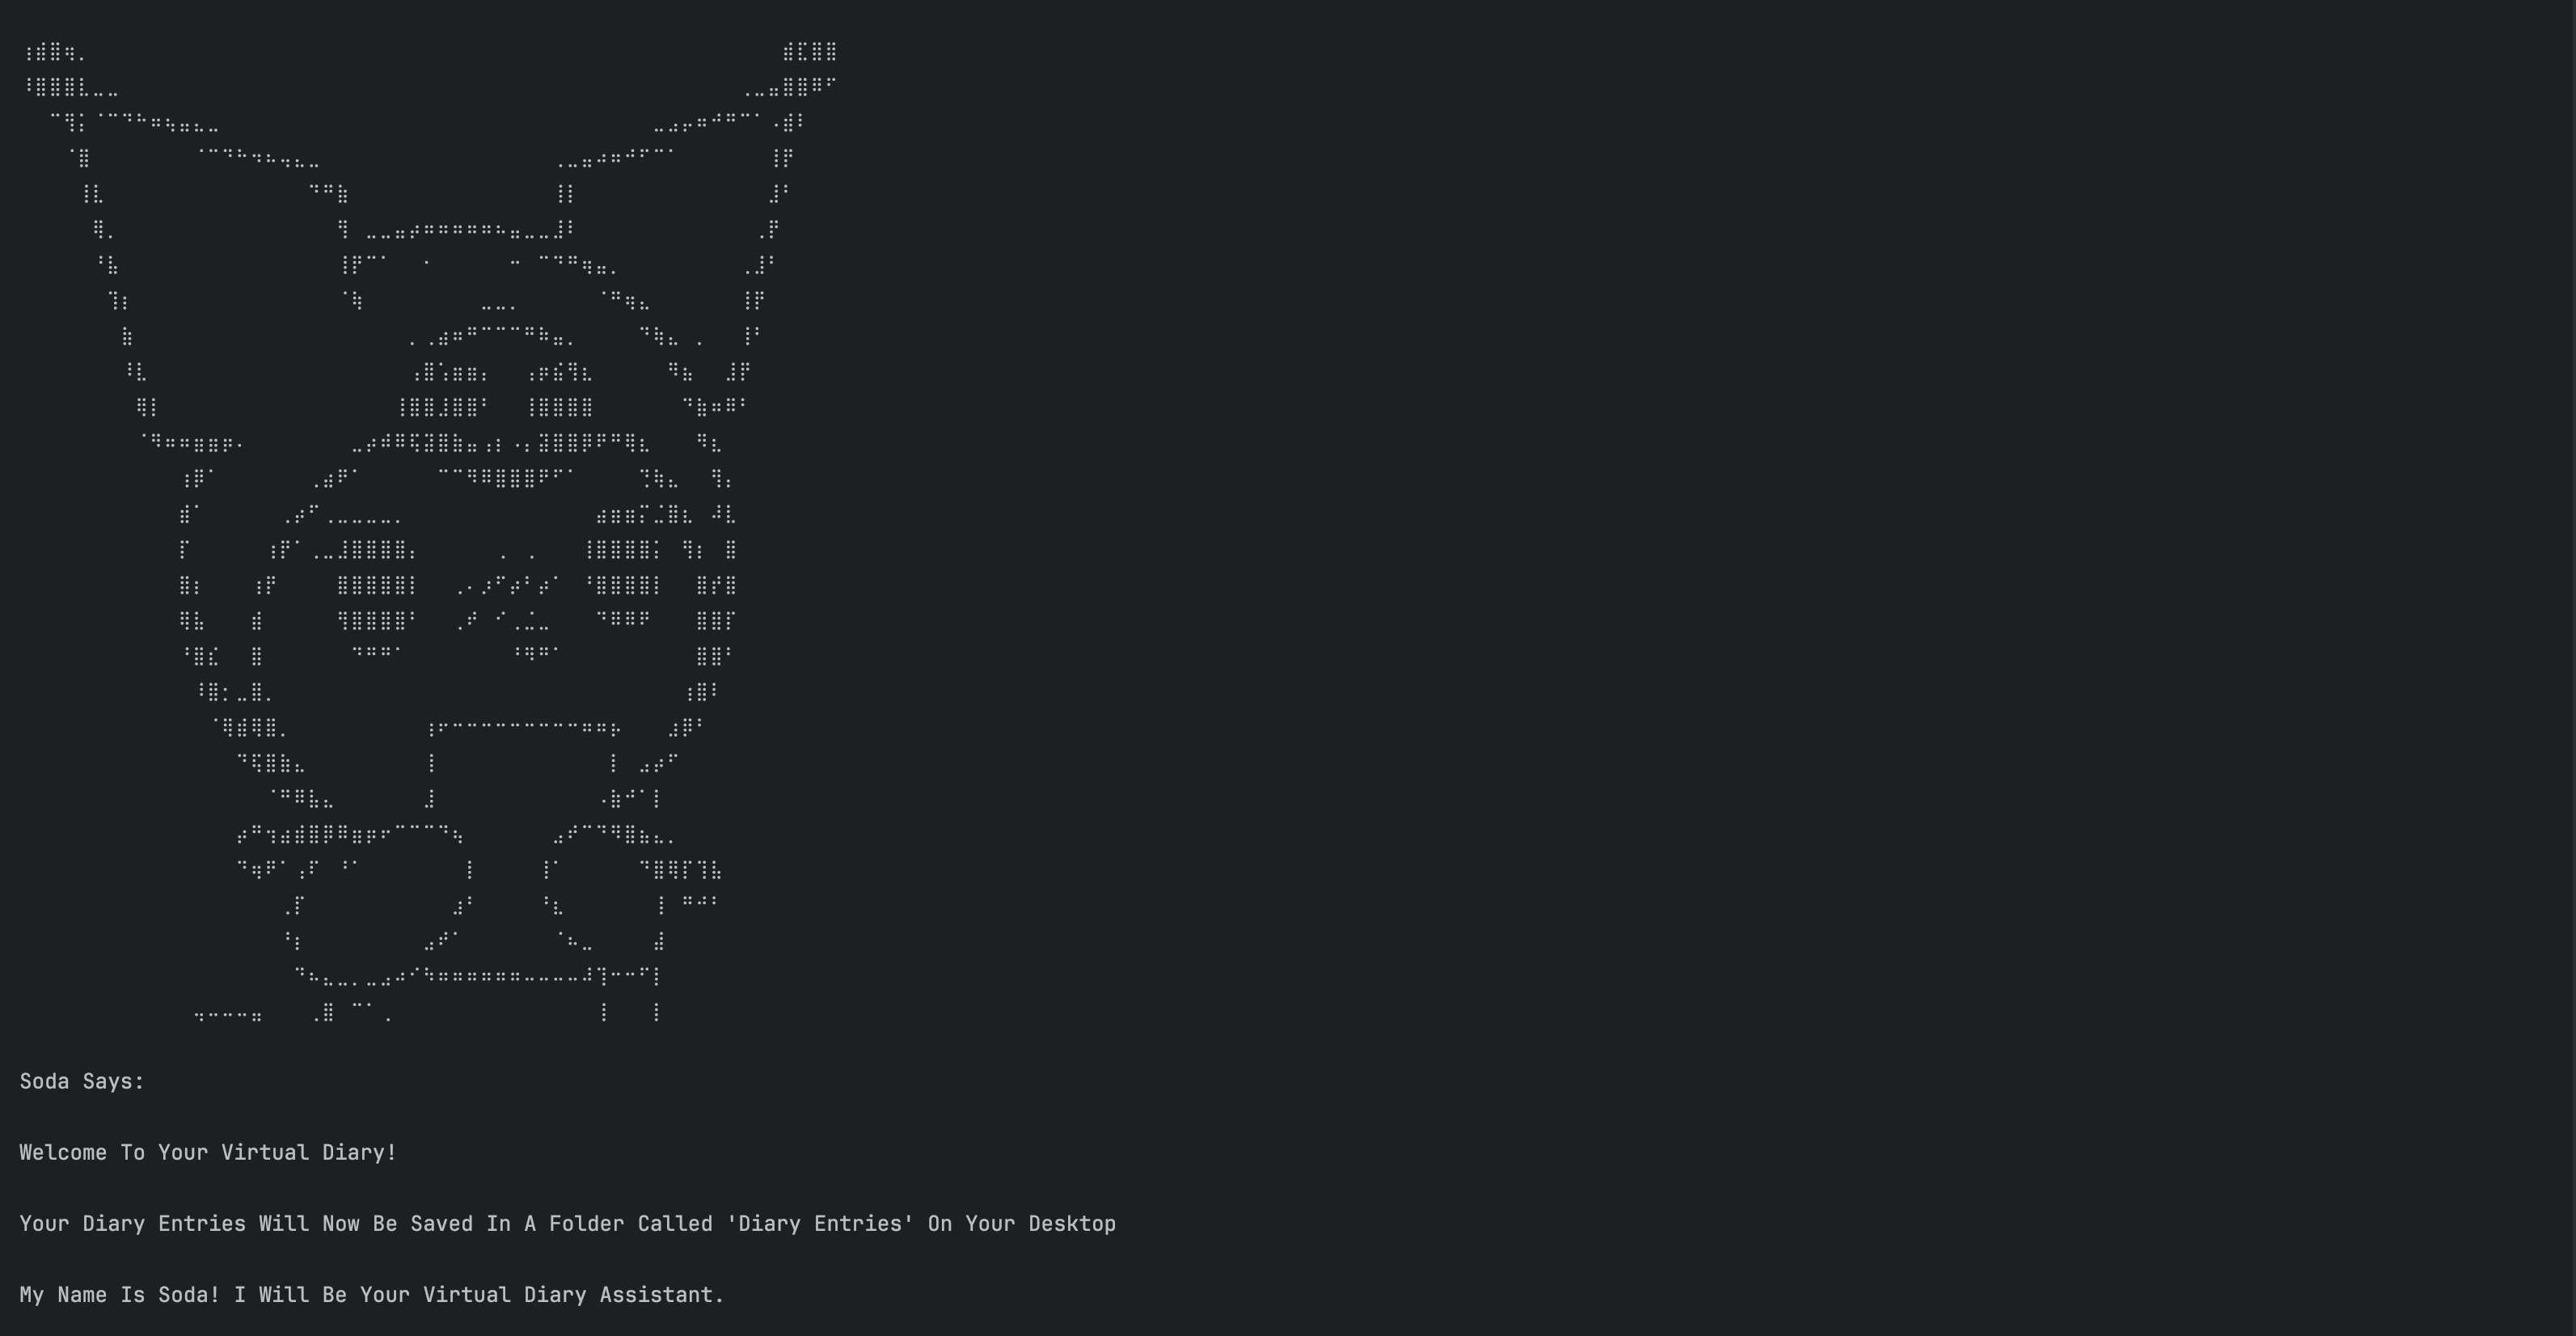 Soda Says:
Welcome To Your Virtual Diary!
Your Diary Entries Will Now Be Saved In A Folder Called 'Diary Entries' On Your Desktop
My Name Is Soda! I Will Be Your Virtual Diary Assistant.